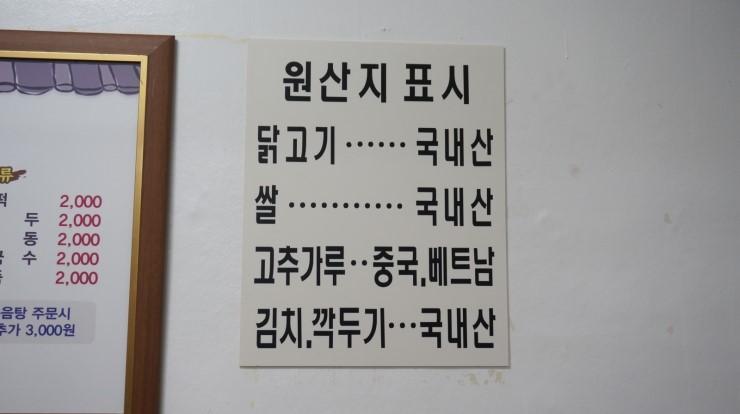 류
2,000
두 2,000
동 2,000
수 2,000
2,000
음탕 주문시
추가 3,000원
원산지 표시
닭고기 ······ 국내산
쌀 ··········· 국내산
고추가루 ·· 중국,베트남
김치,깍두기 ··· 국내산